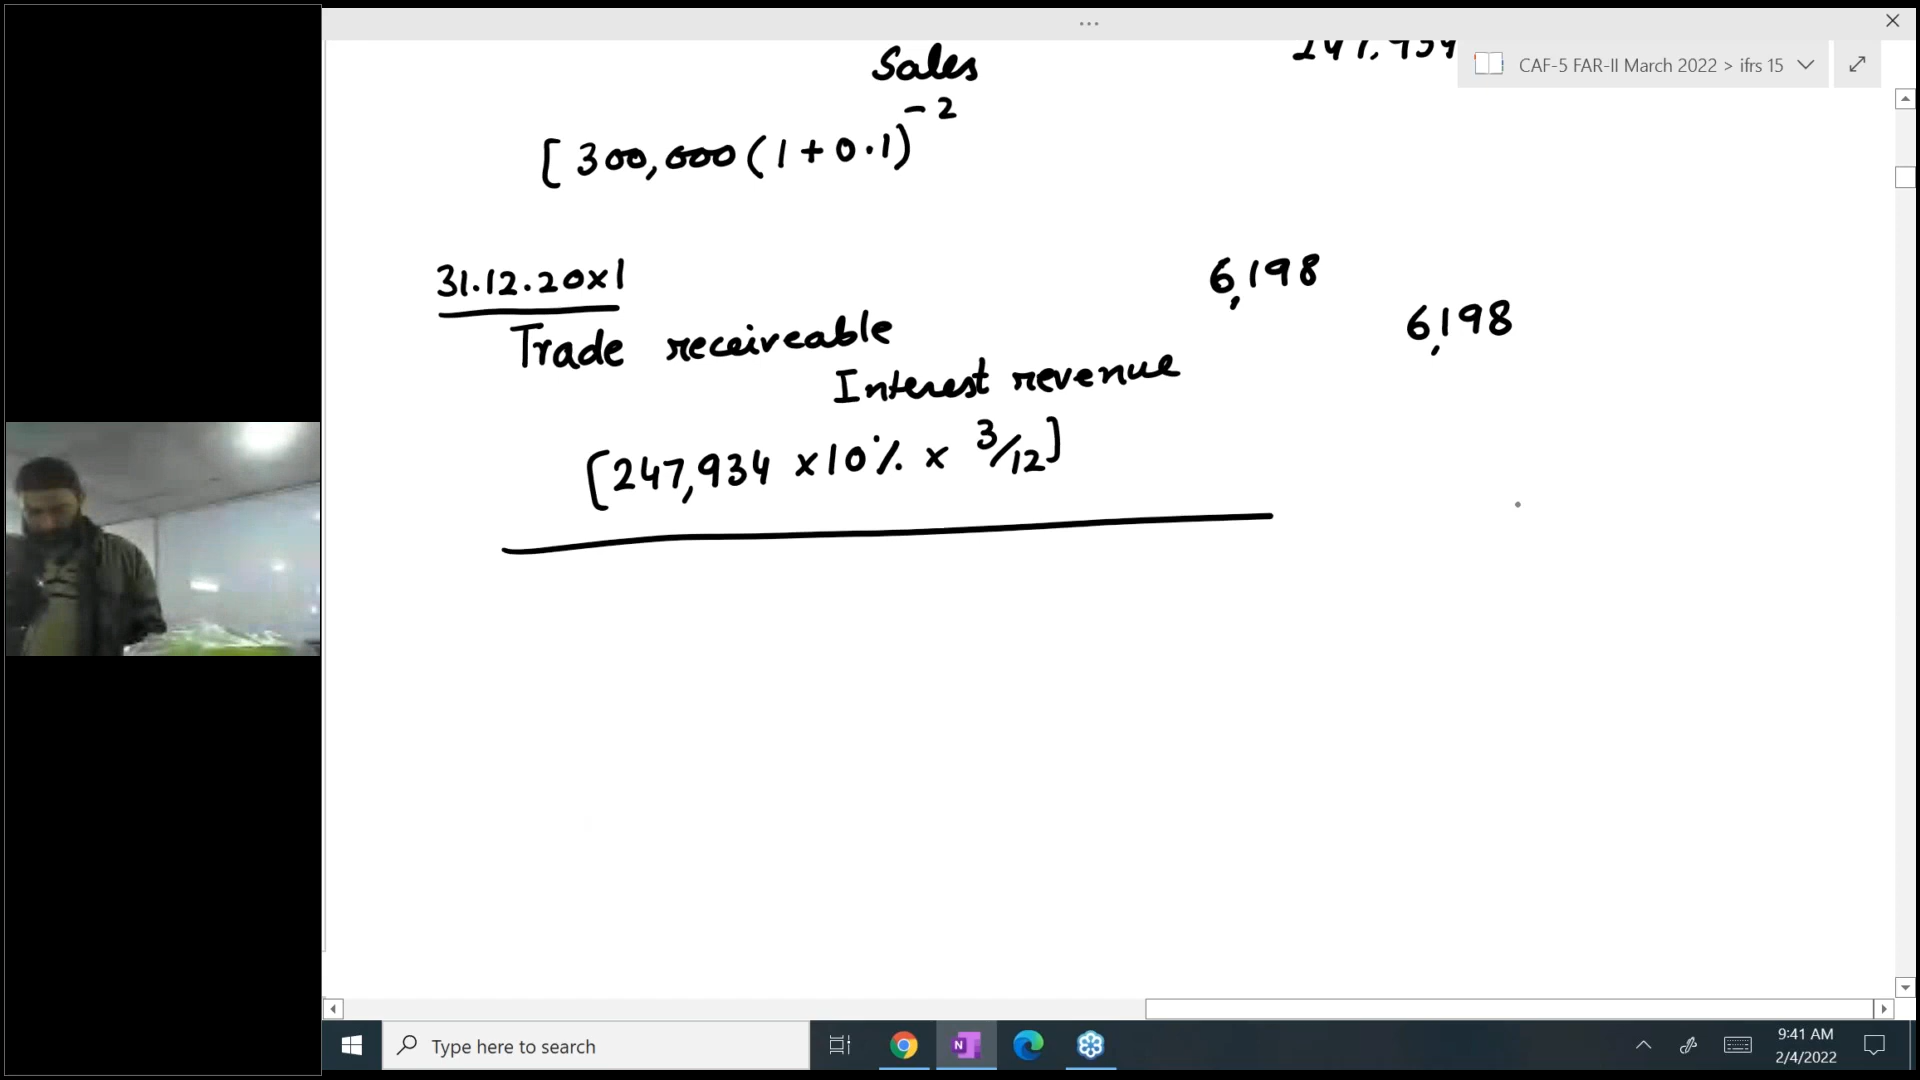 Sales 247,934
CAF-5 FAR-II March 2022 > ifrs 15
[300,000(1+0.1)
-2
31.12.20x1
Trade receiveable 6,198
Interest revenue 6,198
[247,934 x10% x 3/12]
Type here to search
9:41 AM
2/4/2022